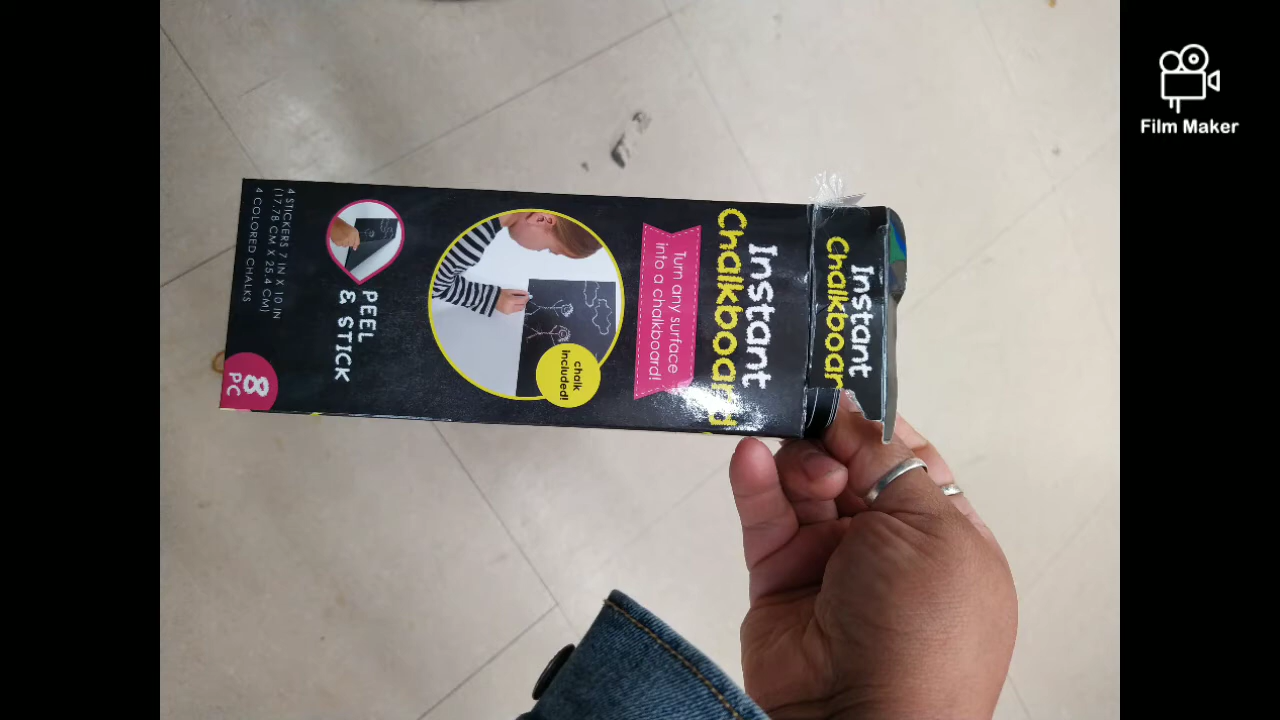 Instant
Chalkboar
Instant
Chalkboard
Turn any surface
into a chalkboard!
chalk
included!
PEEL
& STICK
4 STICKERS 7 IN X 10 IN
(17.78 CM X 25.4 CM)
4 COLORED CHALKS
8
PC
Film Maker